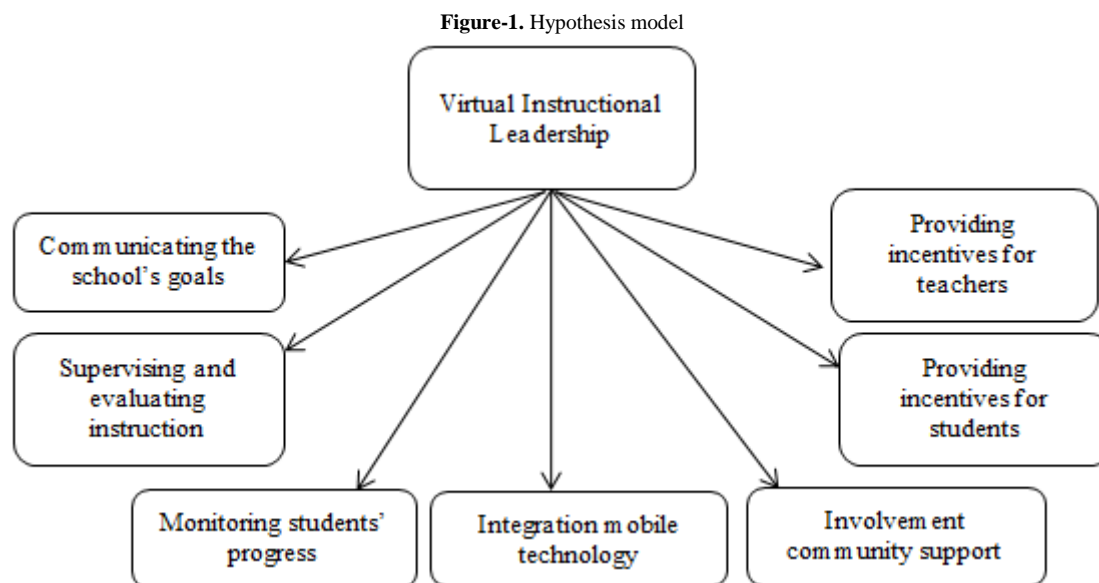 Figure-1. Hypothesis model
Virtual Instructional
Leadership
Communicating the
school's goals
Providing
incentives for
teachers
Supervising and
evaluating
instruction
Providing
incentives for
students
Monitoring students'
progress
Integration mobile
technology
Involvement
community support